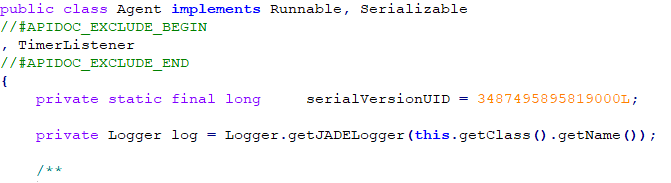 public class Agent implements Runnable, Serializable
//#APIDOC_EXCLUDE_BEGIN
, TimerListener
//#APIDOC_EXCLUDE_END
{
private static final long    serialVersionUID = 3487495895819000L;
private Logger log = Logger.getJADELogger(this.getClass().getName());
/**